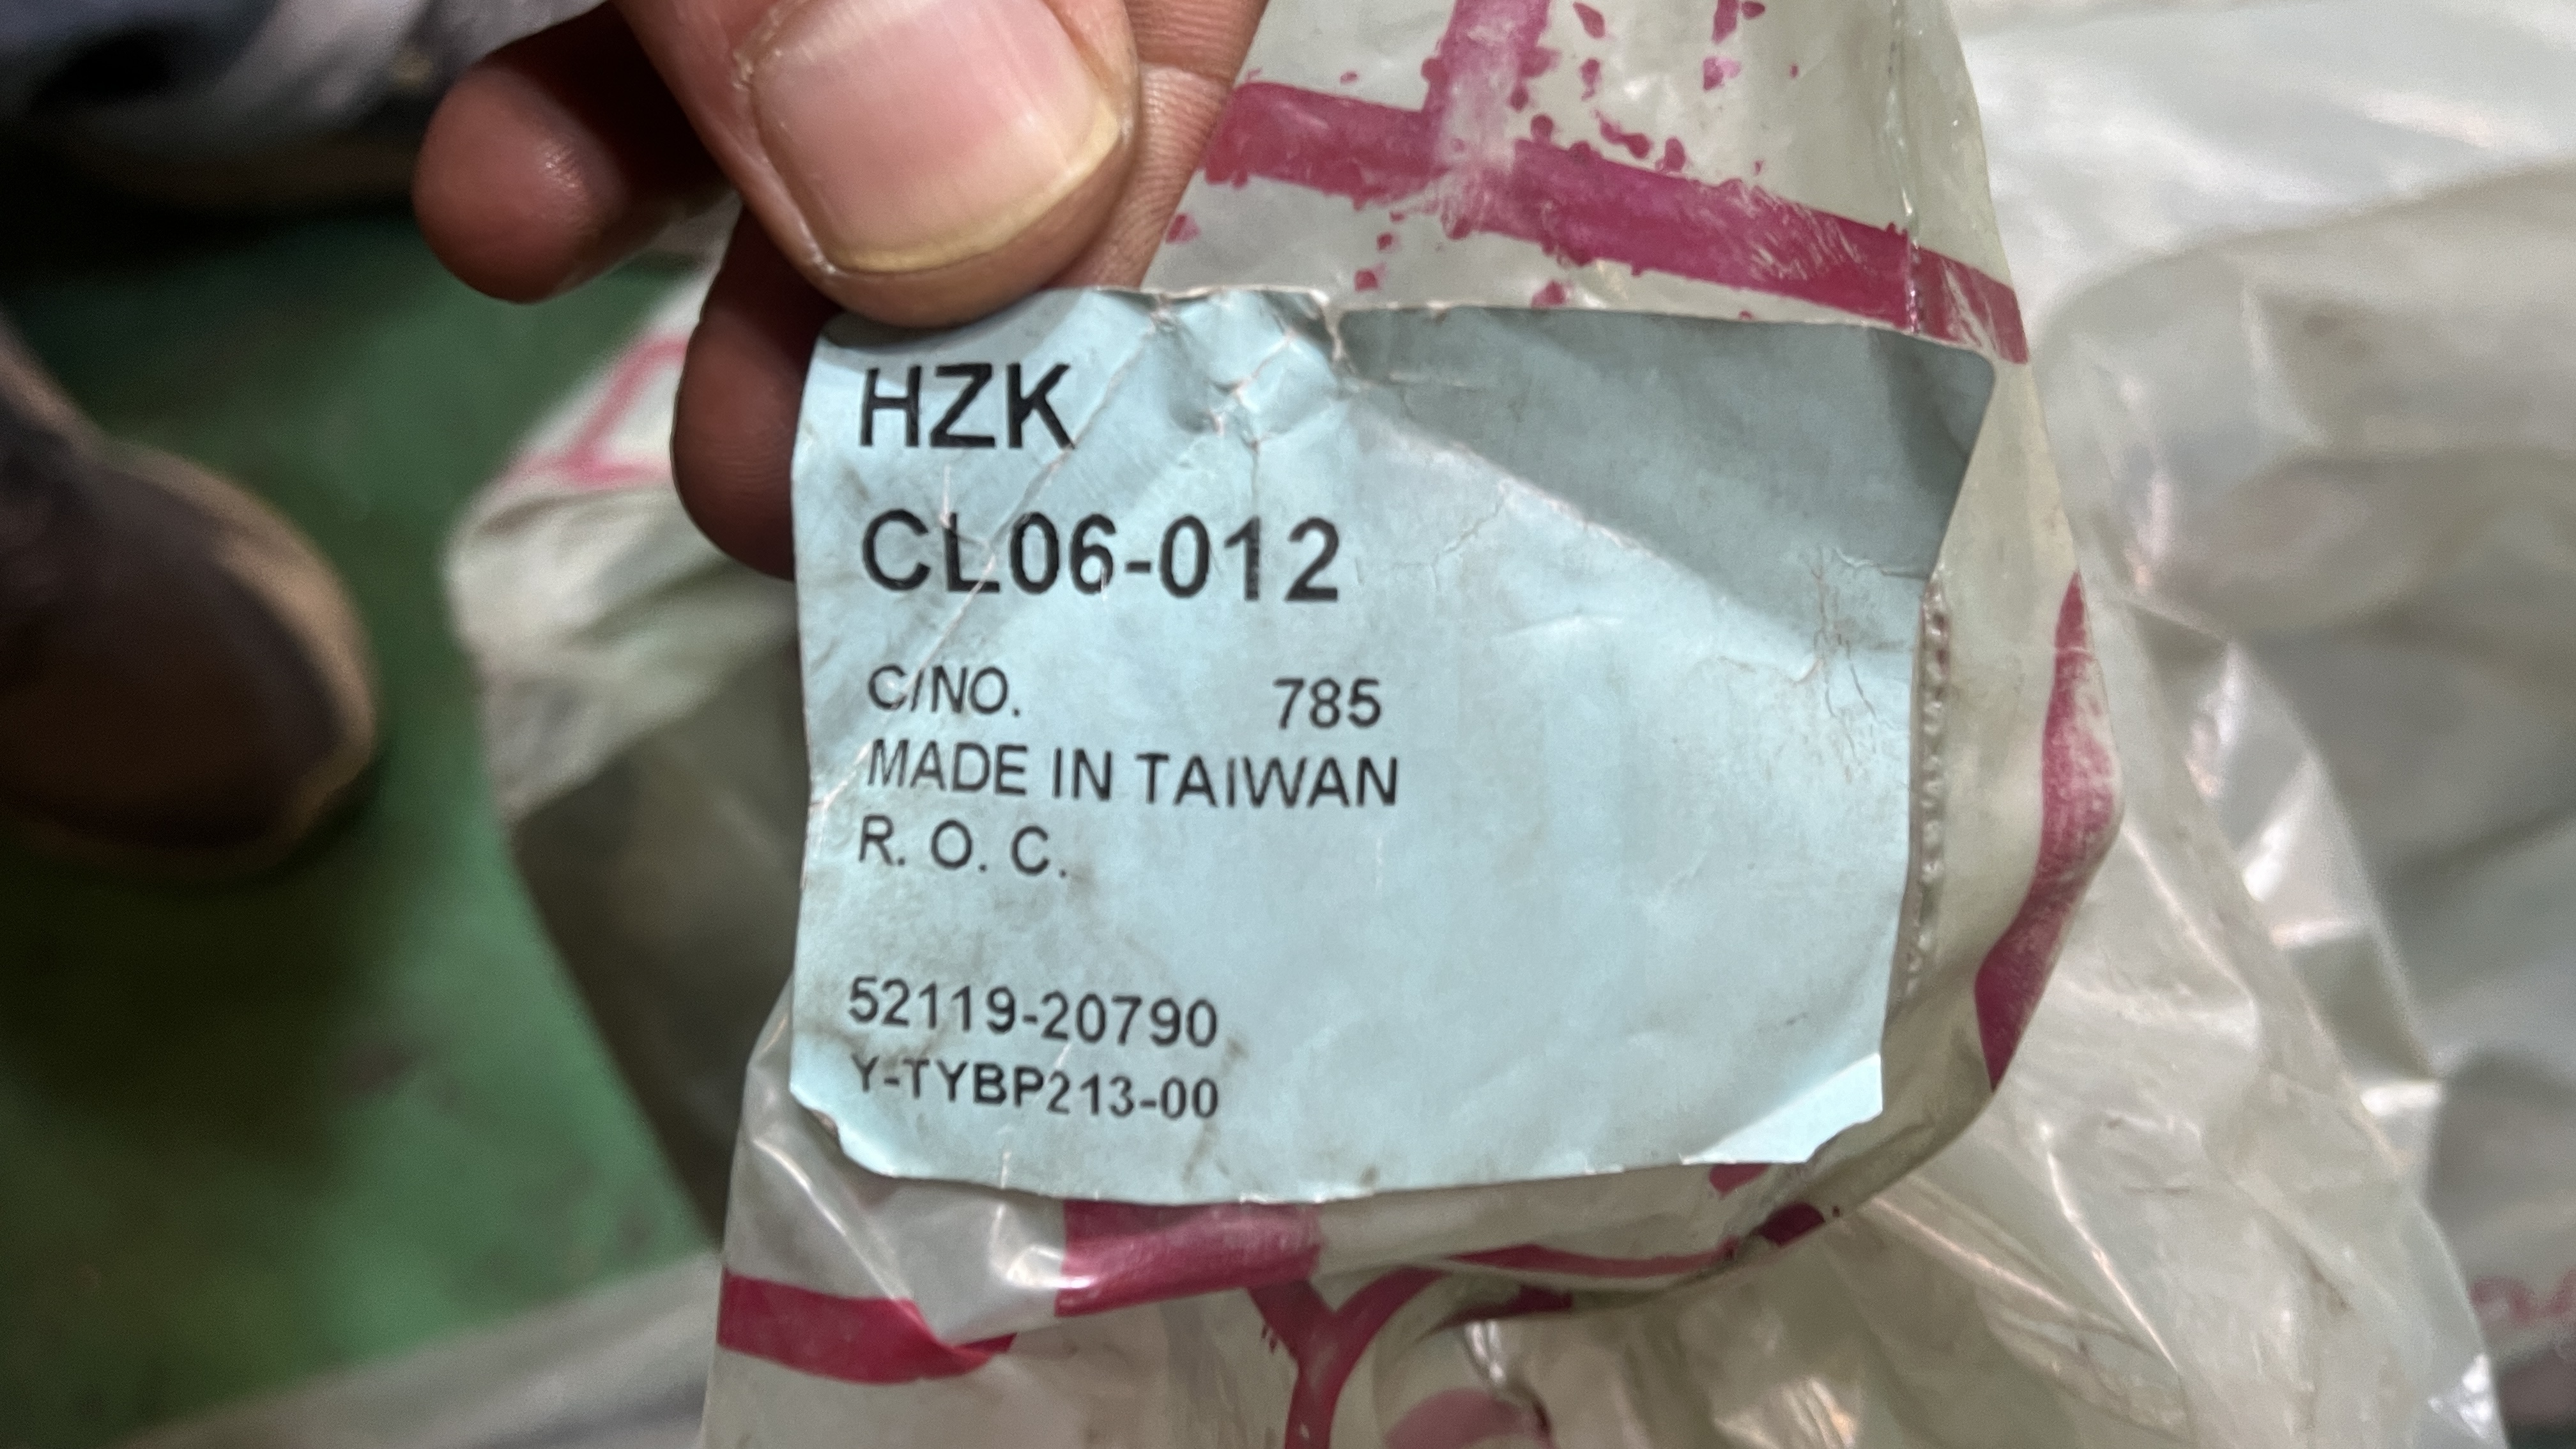 HZK
CL06-012
C/NO. 785
MADE IN TAIWAN
R. O. C.
52119-20790
Y-TYBP213-00